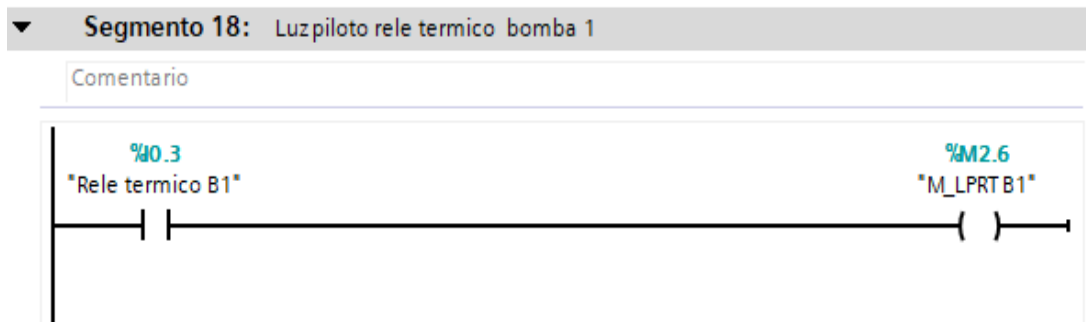 Segmento 18: Luz piloto rele termico bomba 1
Comentario
%I0.3
%M2.6
"Rele termico B1"
"M_LPRT B1"